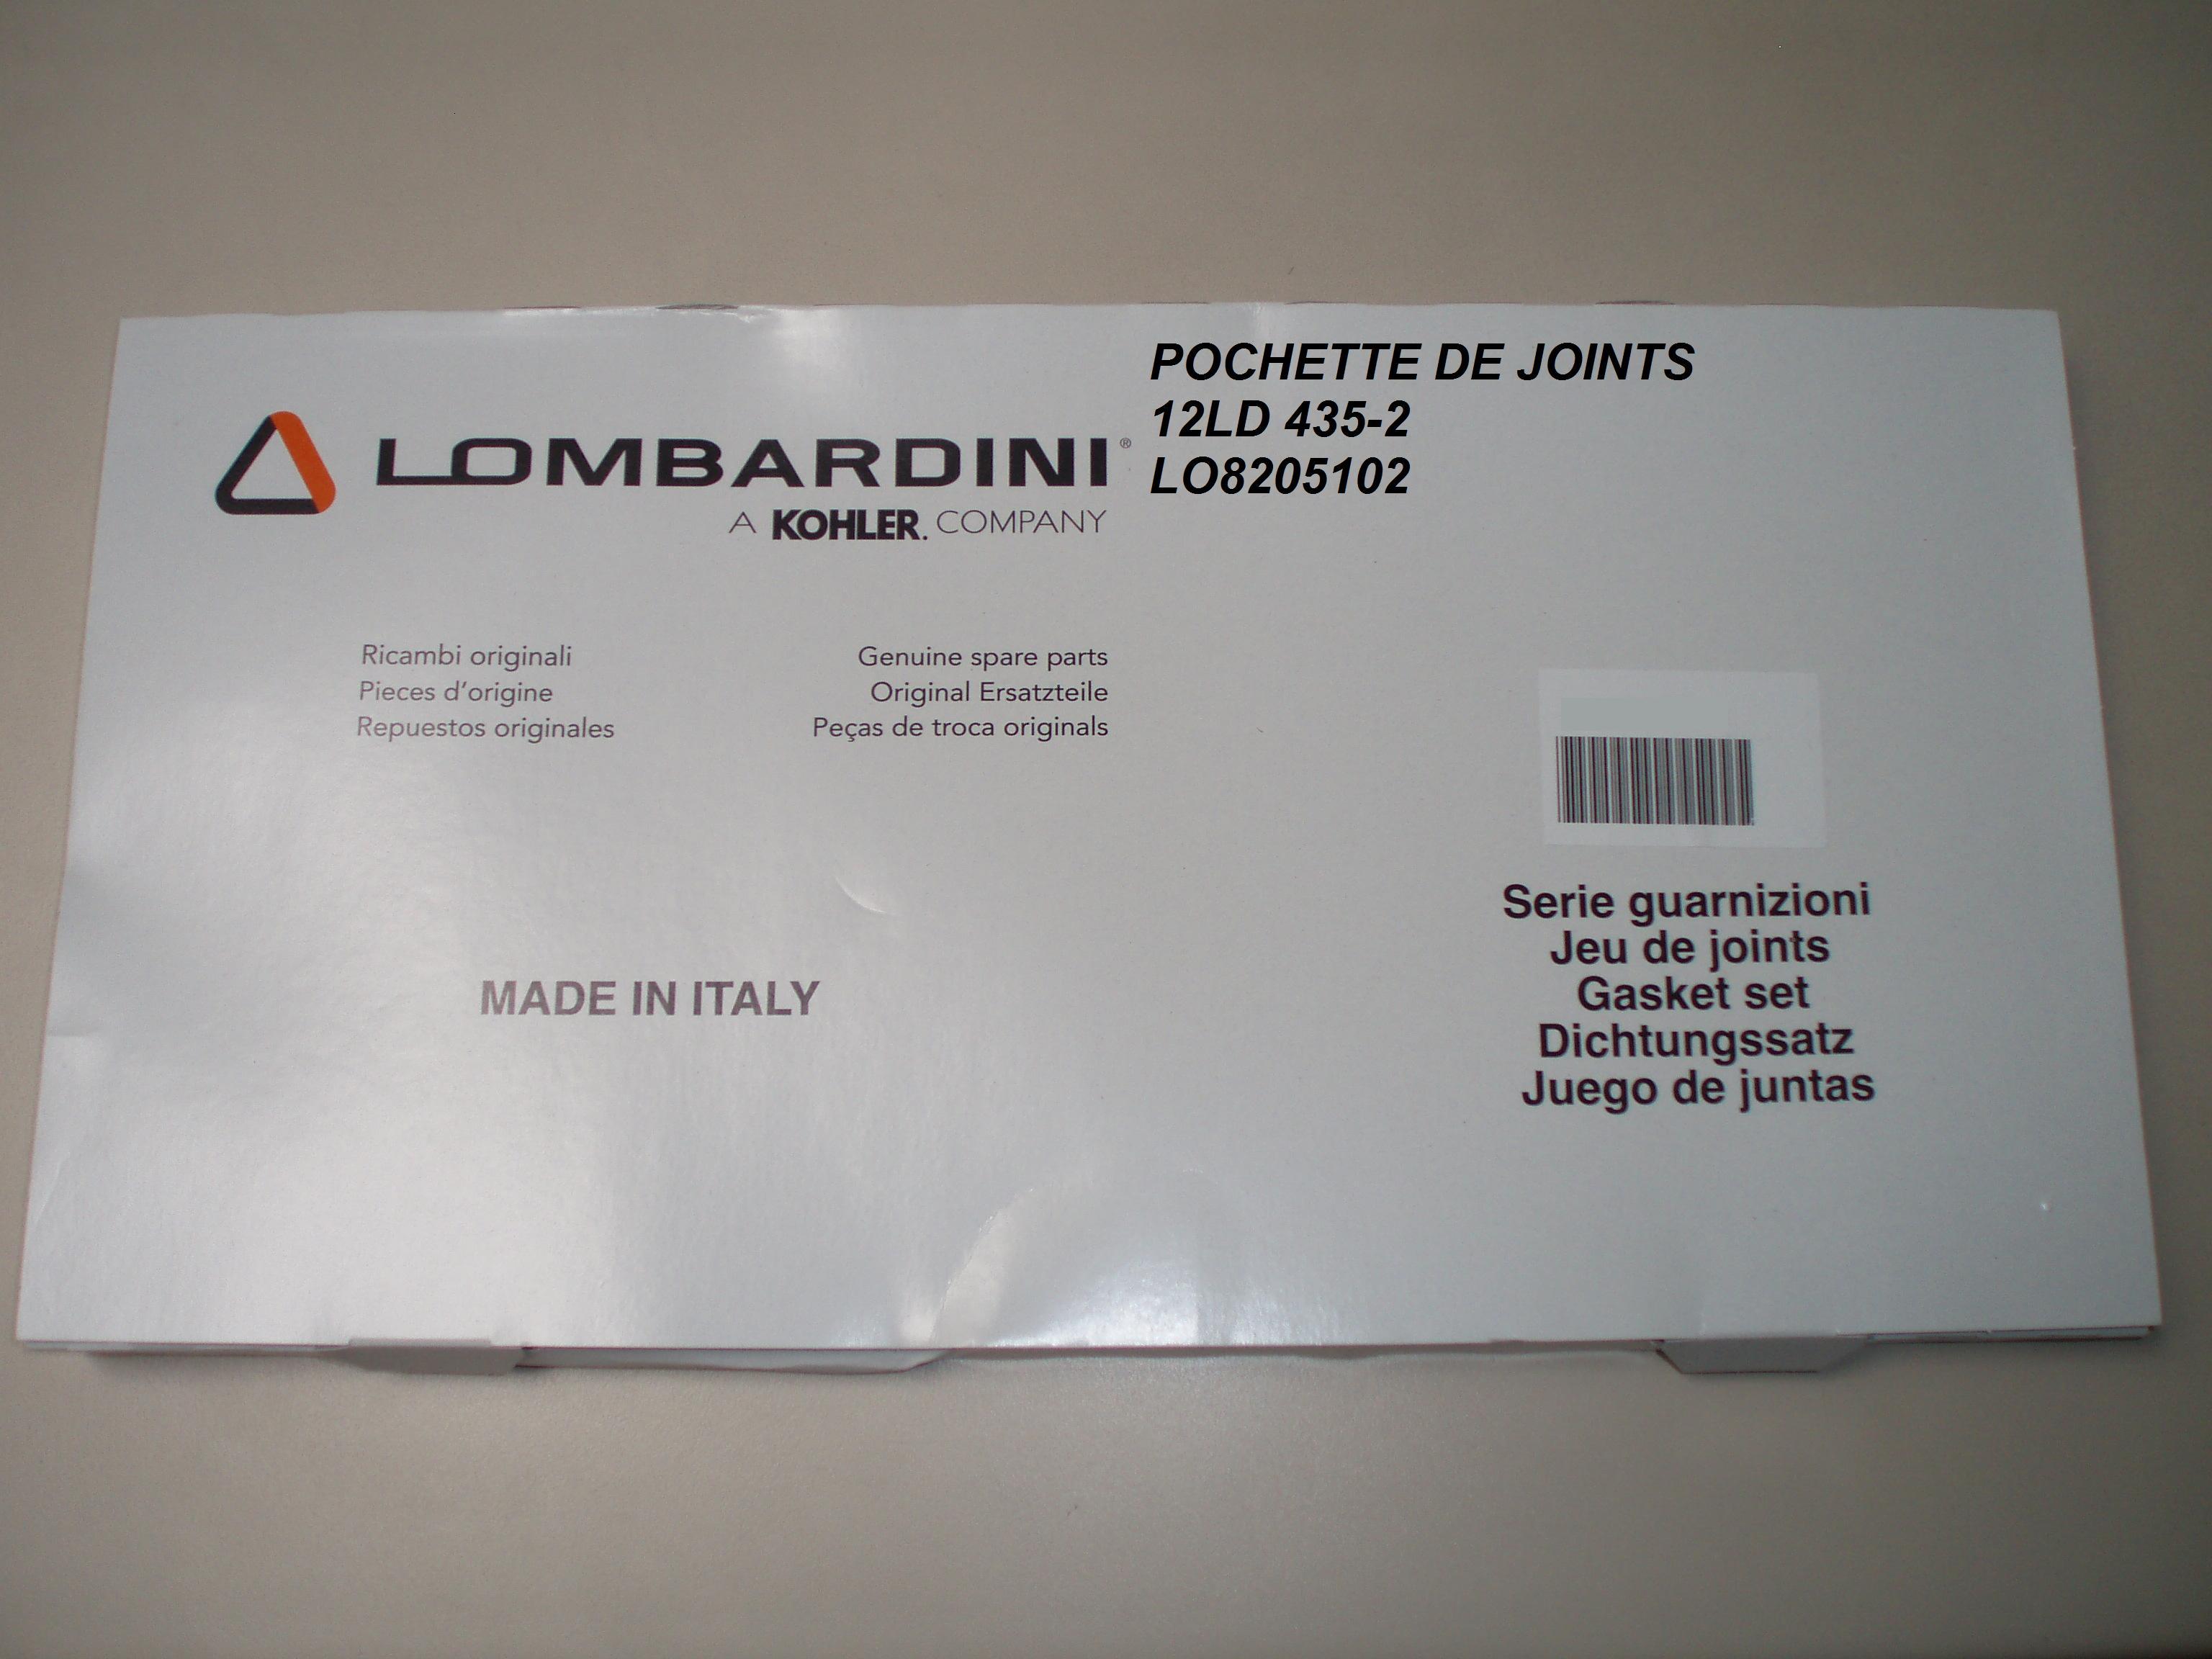 POCHETTE DE JOINTS
12LD 435-2
LO8205102
LOMBARDINI®
A KOHLER. COMPANY
Ricambi originali
Pieces d'origine
Repuestos originales
Genuine spare parts
Original Ersatzteile
Peças de troca originals
MADE IN ITALY
Serie guarnizioni
Jeu de joints
Gasket set
Dichtungssatz
Juego de juntas